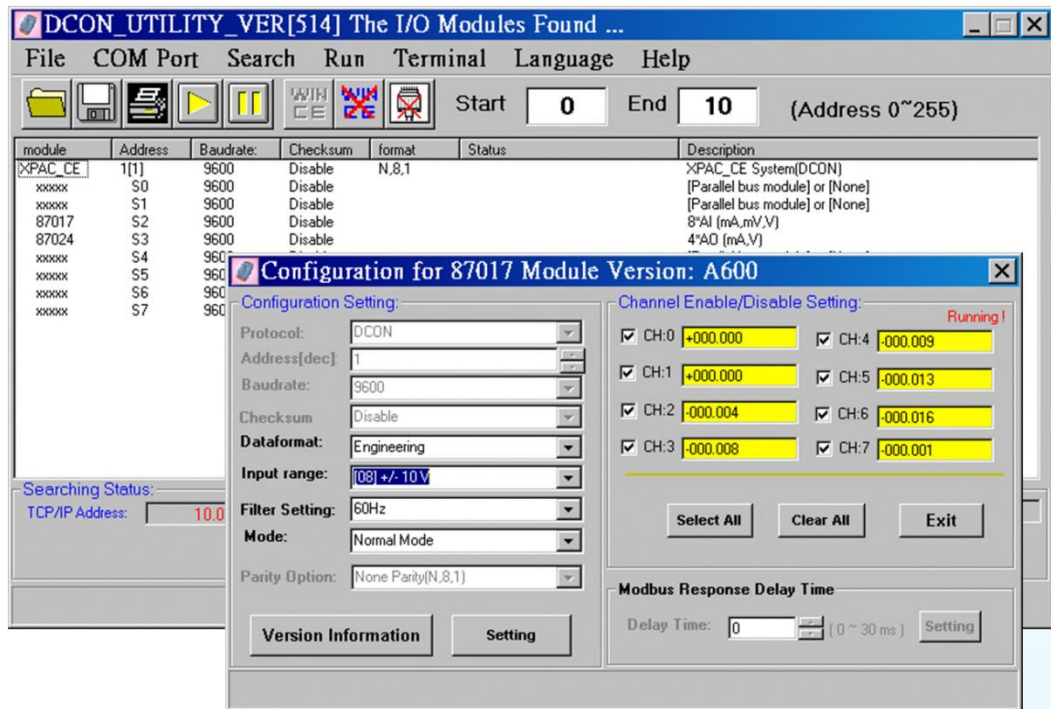 DCON_UTILITY_VER[514] The I/O Modules Found ...
File COM Port Search Run Terminal Language Help
WIN CE Start 0 End 10 (Address 0~255)
module Address Baudrate: Checksum format Status Description
XPAC_CE 1[1] 9600 Disable N,8,1 XPAC_CE System(DCON)
xxxxx S0 9600 Disable [Parallel bus module] or [None]
xxxxx S1 9600 Disable [Parallel bus module] or [None]
87017 S2 9600 Disable 8*AI (mA,mV,V)
87024 S3 9600 Disable 4*AO (mA,V)
xxxxx S4
xxxxx S5
xxxxx S6
xxxxx S7
Searching Status:
TCP/IP Address: 10.0
Configuration for 87017 Module Version: A600
Configuration Setting:
Protocol: DCON
Address[dec]: 1
Baudrate: 9600
Checksum Disable
Dataformat: Engineering
Input range: [08] +/- 10 V
Filter Setting: 60Hz
Mode: Normal Mode
Parity Option: None Parity(N,8,1)
Version Information Setting
Channel Enable/Disable Setting:
Running !
CH:0 +000.000 CH:4 -000.009
CH:1 +000.000 CH:5 -000.013
CH:2 -000.004 CH:6 -000.016
CH:3 -000.008 CH:7 -000.001
Select All Clear All Exit
Modbus Response Delay Time
Delay Time: 0 ( 0 ~ 30 ms ) Setting